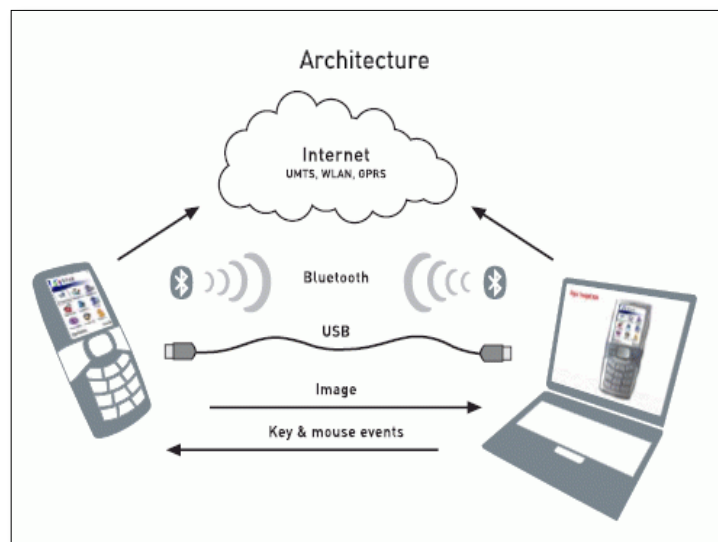 Architecture
Internet
UMTS, WLAN, GPRS
Bluetooth
USB
Image
Key & mouse events